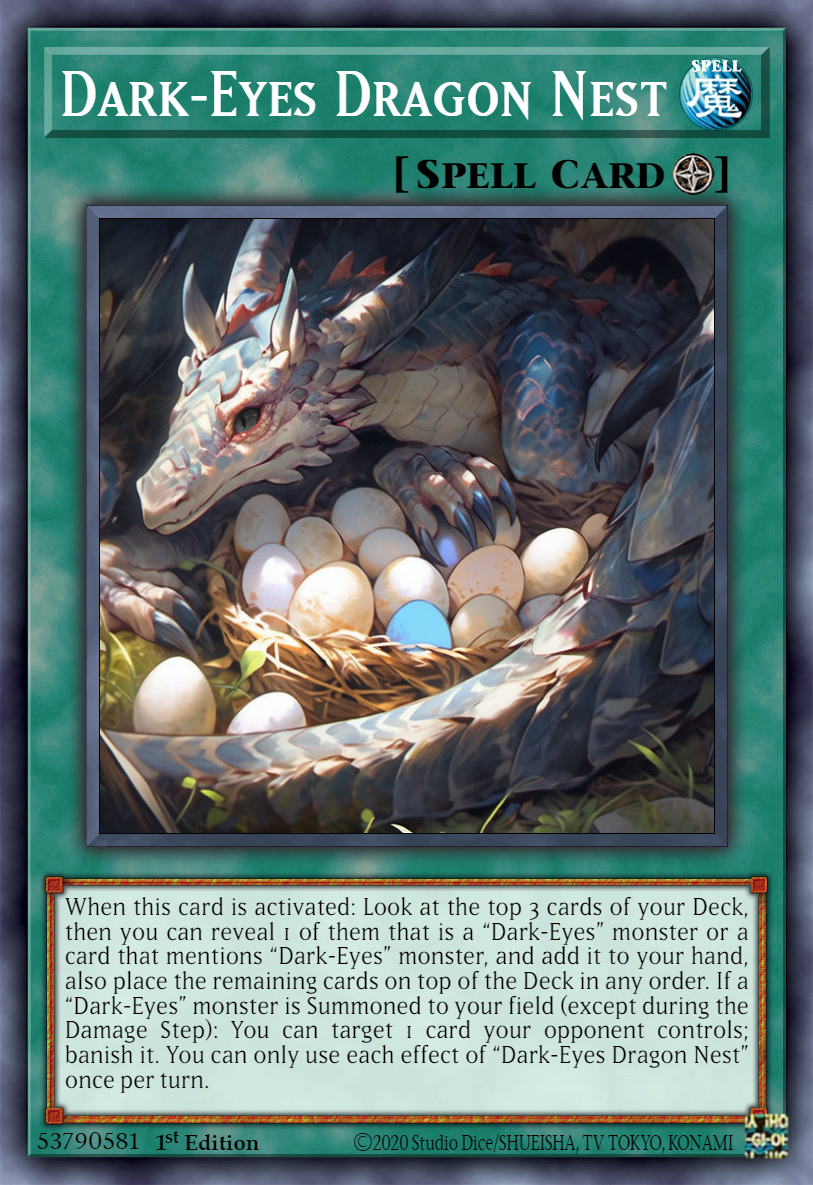 DARK-EYES DRAGON NEST
SPELL
魔
[SPELL CARD]
When this card is activated: Look at the top 3 cards of your Deck,
then you can reveal 1 of them that is a “Dark-Eyes” monster or a
card that mentions “Dark-Eyes” monster, and add it to your hand,
also place the remaining cards on top of the Deck in any order. If a
“Dark-Eyes” monster is Summoned to your field (except during the
Damage Step): You can target 1 card your opponent controls;
banish it. You can only use each effect of “Dark-Eyes Dragon Nest”
once per turn.
53790581 1st Edition ©2020 Studio Dice/SHUEISHA, TV TOKYO, KONAMI